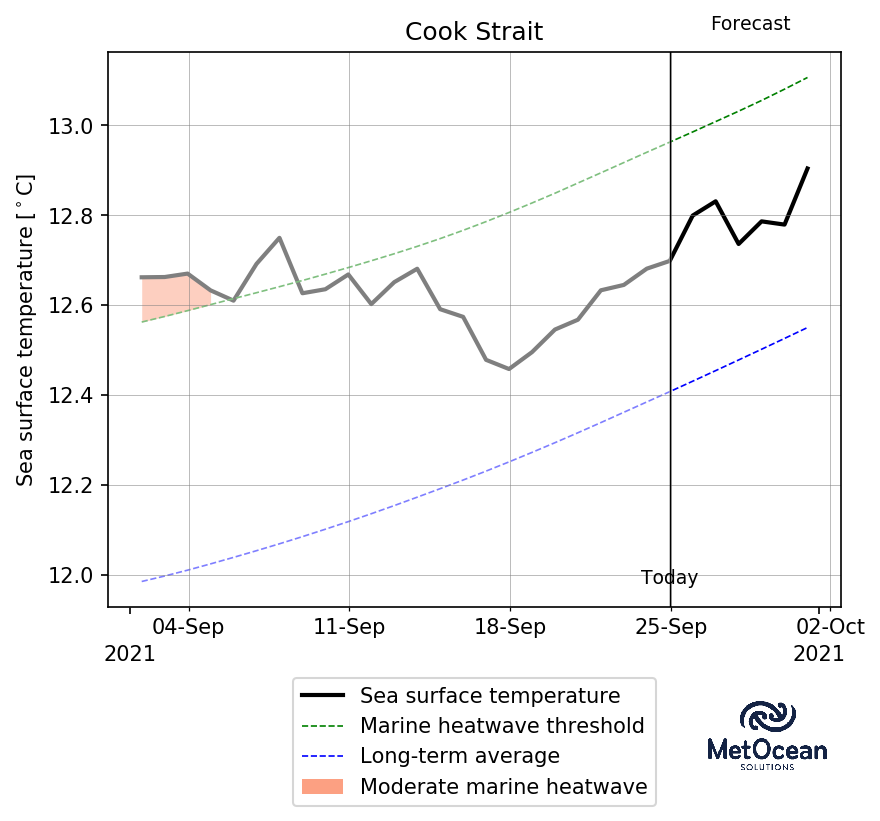 Forecast
Cook Strait
Sea surface temperature [°C]
13.0
12.8
12.6
12.4
12.2
12.0
Today
04-Sep 11-Sep 18-Sep 25-Sep 02-Oct
2021 2021
Sea surface temperature
Marine heatwave threshold
Long-term average
Moderate marine heatwave
MetOcean
SOLUTIONS